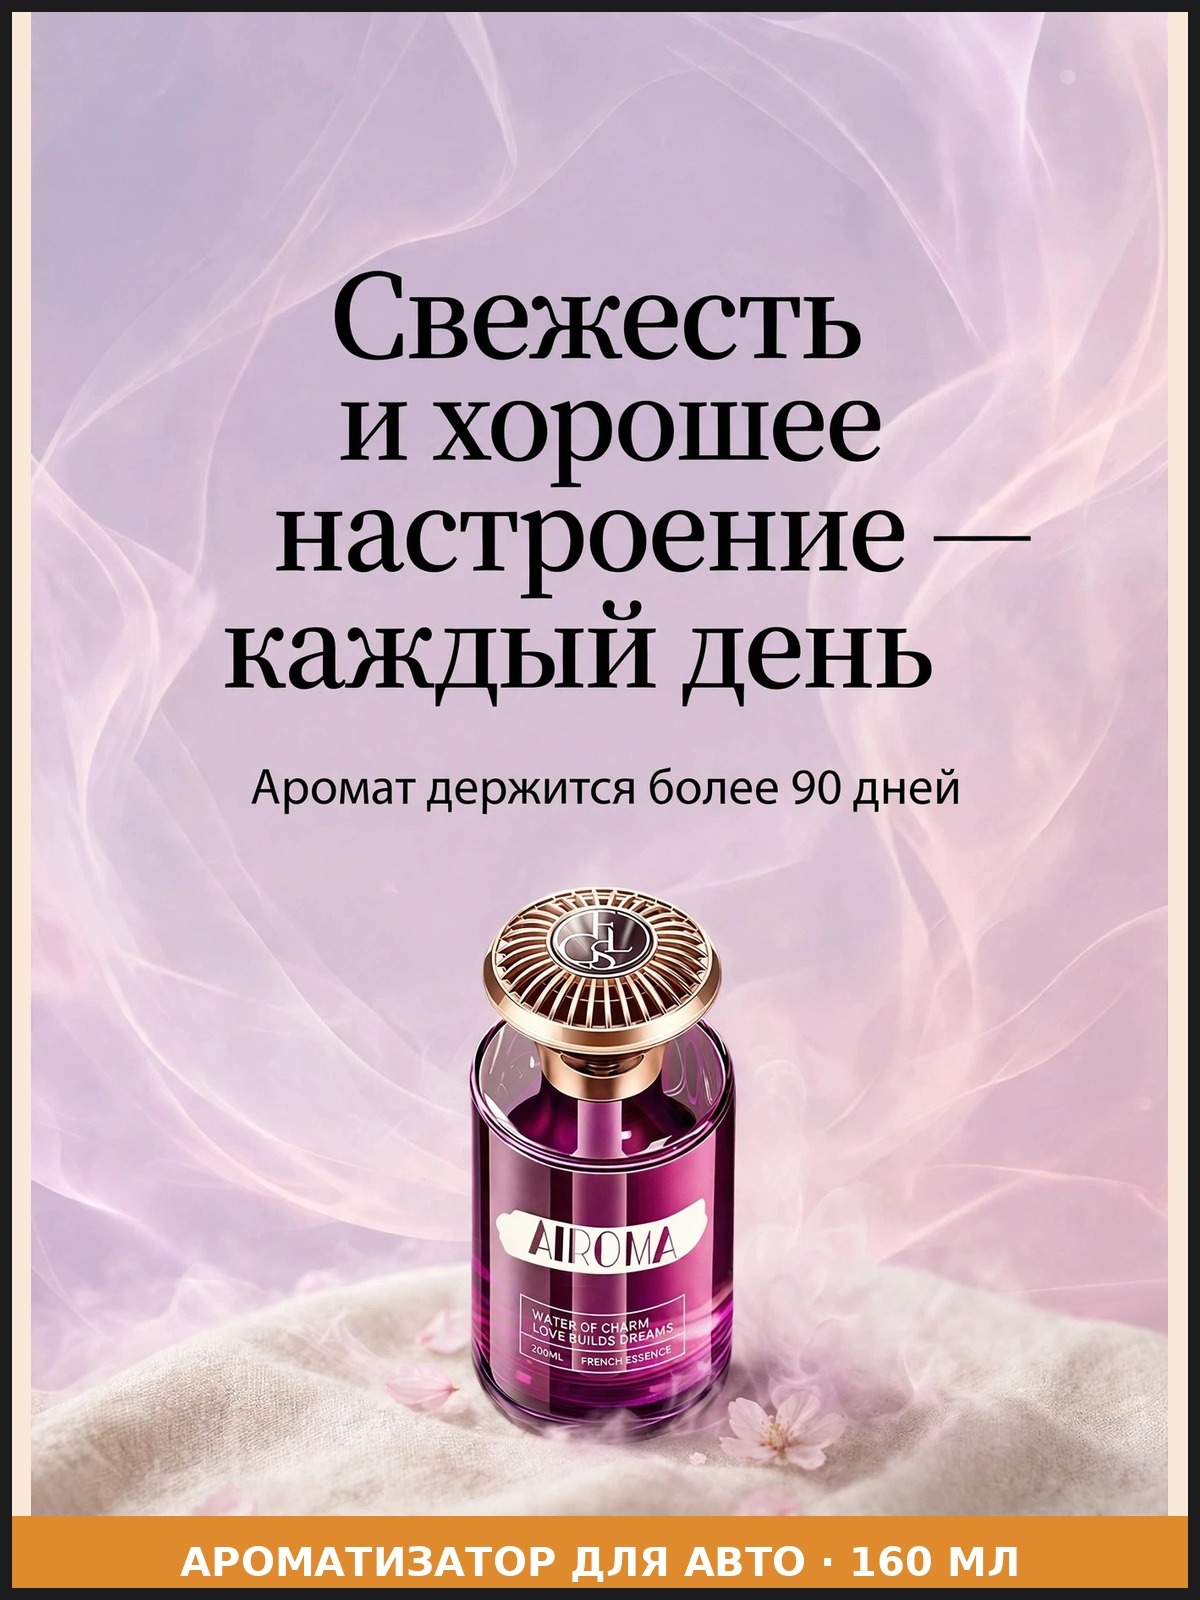 Свежесть
и хорошее
настроение —
каждый день
Аромат держится более 90 дней
AIROMA
WATER OF CHARM
LOVE BUILDS DREAMS
200ML FRENCH ESSENCE
АРОМАТИЗАТОР ДЛЯ АВТО · 160 МЛ